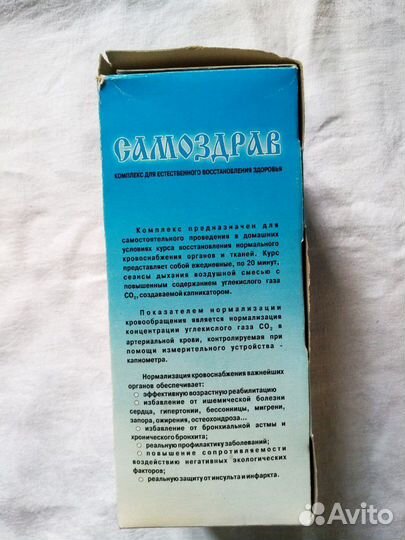 САМОЗДРАВ
КОМПЛЕКС ДЛЯ ЕСТЕСТВЕННОГО ВОССТАНОВЛЕНИЯ ЗДОРОВЬЯ
Комплекс предназначен для
самостоятельного проведения в домашних
условиях курса восстановления нормального
кровоснабжения органов и тканей. Курс
представляет собой ежедневные, по 20 минут,
сеансы дыхания воздушной смесью с
повышенным содержанием углекислого газа
CO2, создаваемой капникатором.
Показателем нормализации
кровообращения является нормализация
концентрации углекислого газа CO2 в
артериальной крови, контролируемая при
помощи измерительного устройства -
капнометра.
Нормализация кровоснабжения важнейших
органов обеспечивает:
○ эффективную возрастную реабилитацию
○ избавление от ишемической болезни
сердца, гипертонии, бессонницы, мигрени,
запора, ожирения, остеохондроза...
○ избавление от бронхиальной астмы и
хронического бронхита;
○ реальную профилактику заболеваний;
○ повышение сопротивляемости
воздействию негативных экологических
факторов;
○ реальную защиту от инсульта и инфаркта.
Avito